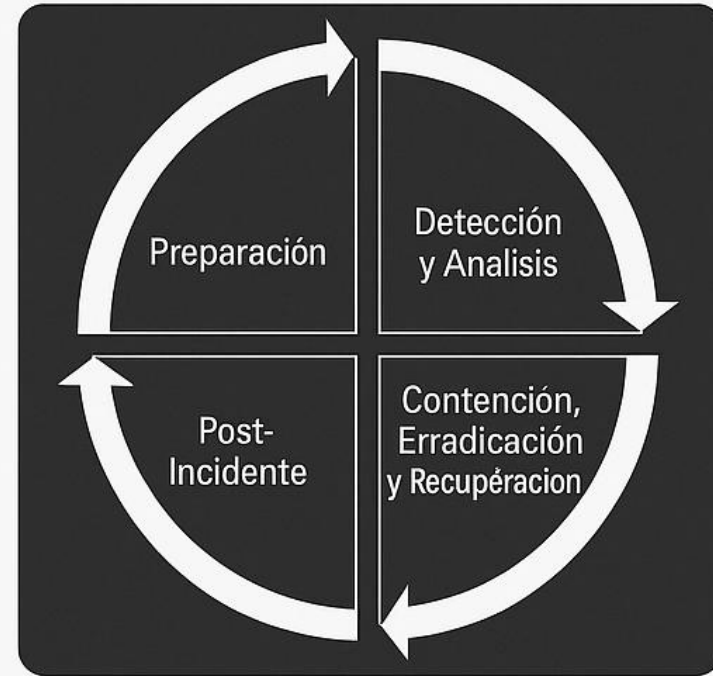 Preparación
Detección
y Analisis
Contención,
Erradicación
y Recupéracion
Post-
Incidente